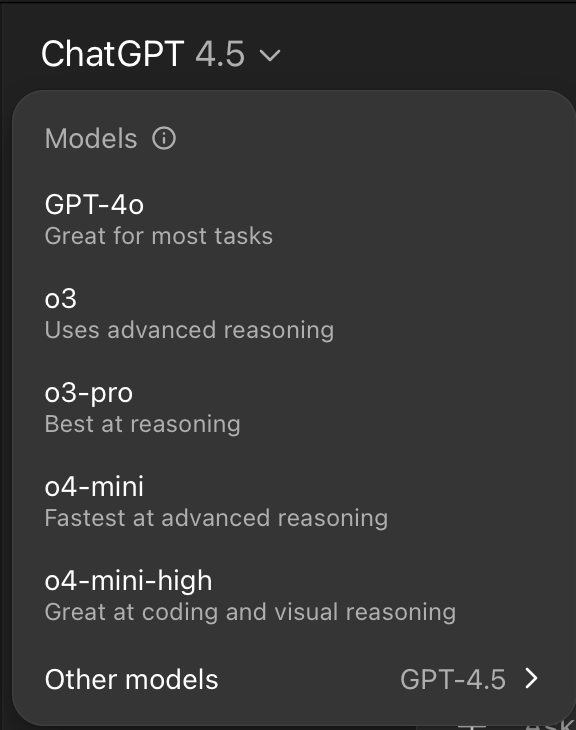 ChatGPT 4.5
Models
GPT-4o
Great for most tasks
o3
Uses advanced reasoning
o3-pro
Best at reasoning
o4-mini
Fastest at advanced reasoning
o4-mini-high
Great at coding and visual reasoning
Other models GPT-4.5